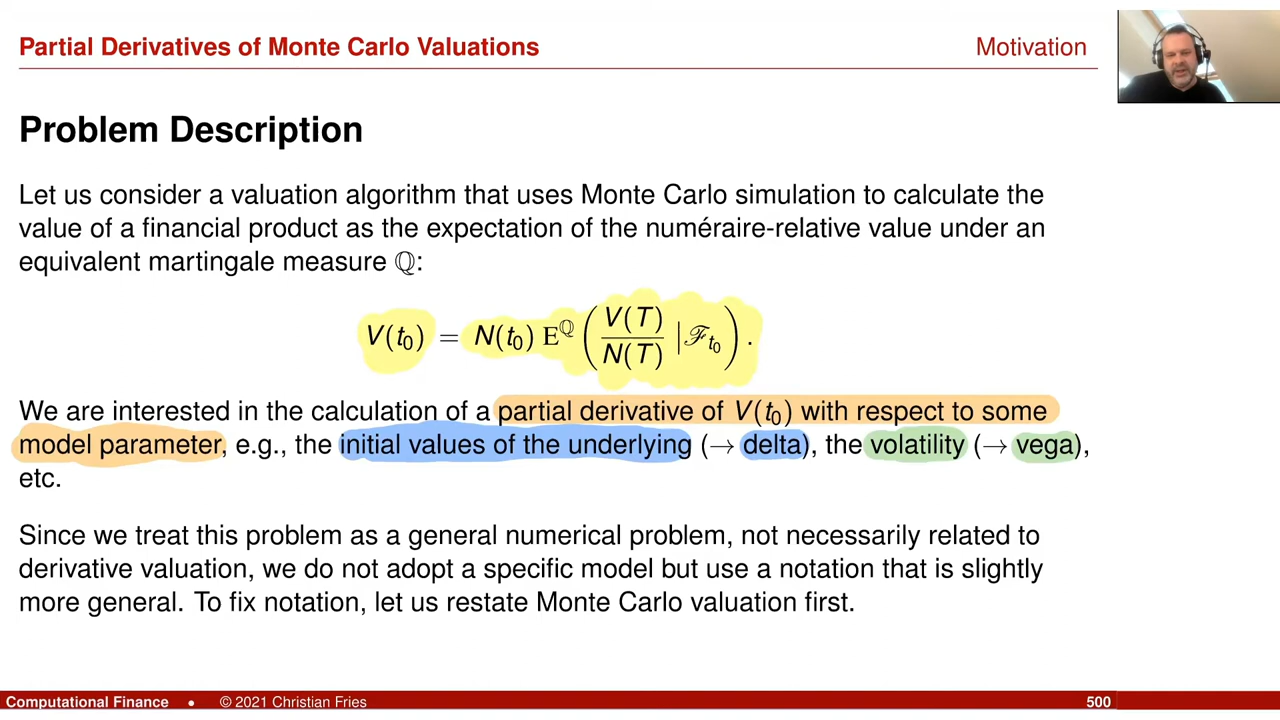 Partial Derivatives of Monte Carlo Valuations
Motivation
Problem Description
Let us consider a valuation algorithm that uses Monte Carlo simulation to calculate the
value of a financial product as the expectation of the numéraire-relative value under an
equivalent martingale measure ℚ:
V(t₀) = N(t₀) E^ℚ ( V(T) / N(T) | ℱ_{t₀} ) .
We are interested in the calculation of a partial derivative of V(t₀) with respect to some
model parameter, e.g., the initial values of the underlying (→ delta), the volatility (→ vega),
etc.
Since we treat this problem as a general numerical problem, not necessarily related to
derivative valuation, we do not adopt a specific model but use a notation that is slightly
more general. To fix notation, let us restate Monte Carlo valuation first.
Computational Finance • © 2021 Christian Fries
500